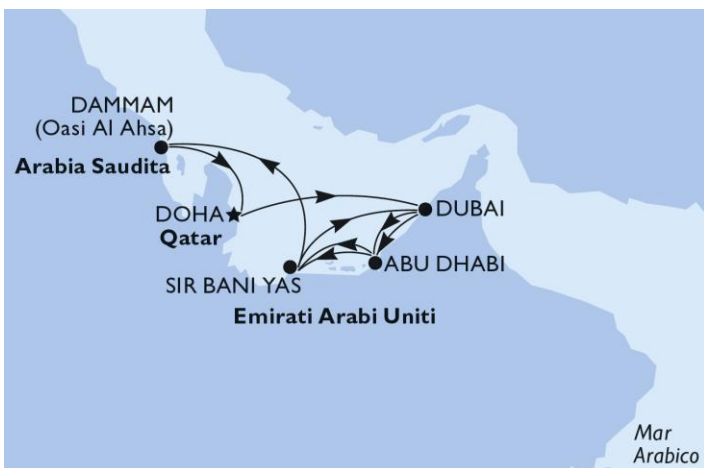 DAMMAM
(Oasi Al Ahsa)
Arabia Saudita
DOHA
Qatar
DUBAI
ABU DHABI
SIR BANI YAS
Emirati Arabi Uniti
Mar
Arabico